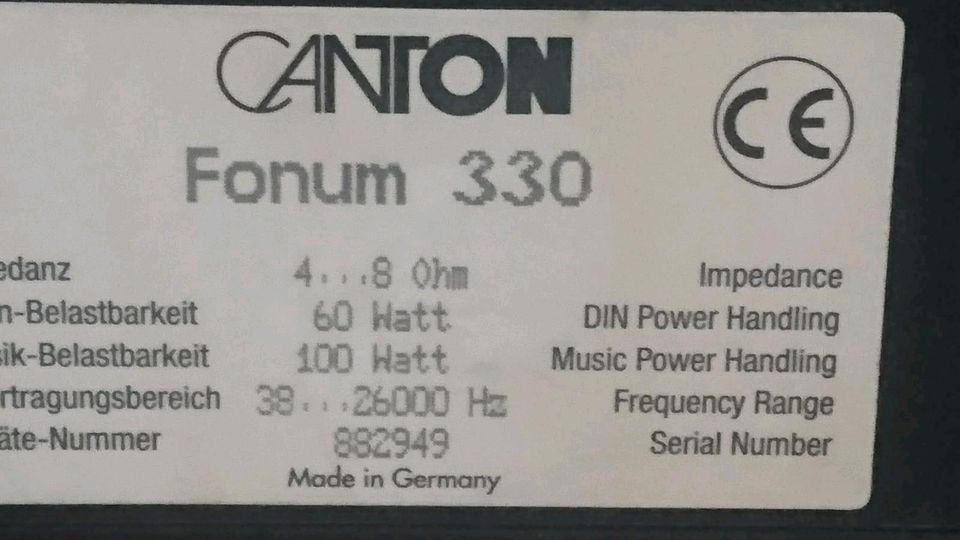 CANTON
CE
Fonum 330
edanz 4...8 Ohm Impedance
n-Belastbarkeit 60 Watt DIN Power Handling
sik-Belastbarkeit 100 Watt Music Power Handling
rtragungsbereich 38...26000 Hz Frequency Range
äte-Nummer 882949 Serial Number
Made in Germany